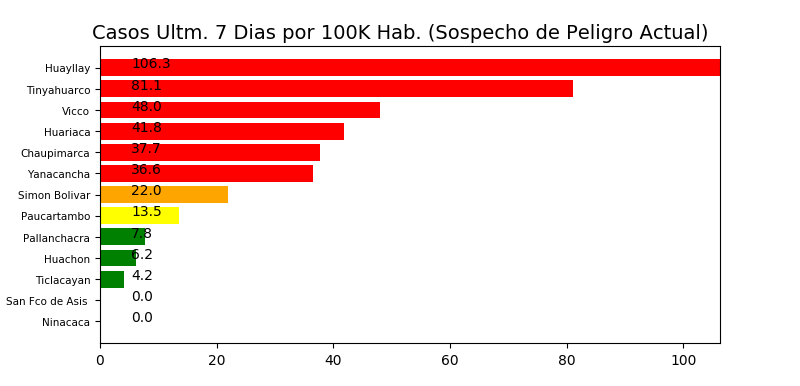 Casos Ultm. 7 Dias por 100K Hab. (Sospecho de Peligro Actual)
Huayllay 106.3
Tinyahuarco 81.1
Vicco 48.0
Huariaca 41.8
Chaupimarca 37.7
Yanacancha 36.6
Simon Bolivar 22.0
Paucartambo 13.5
Pallanchacra 7.8
Huachon 6.2
Ticlacayan 4.2
San Fco de Asis 0.0
Ninacaca 0.0
0 20 40 60 80 100